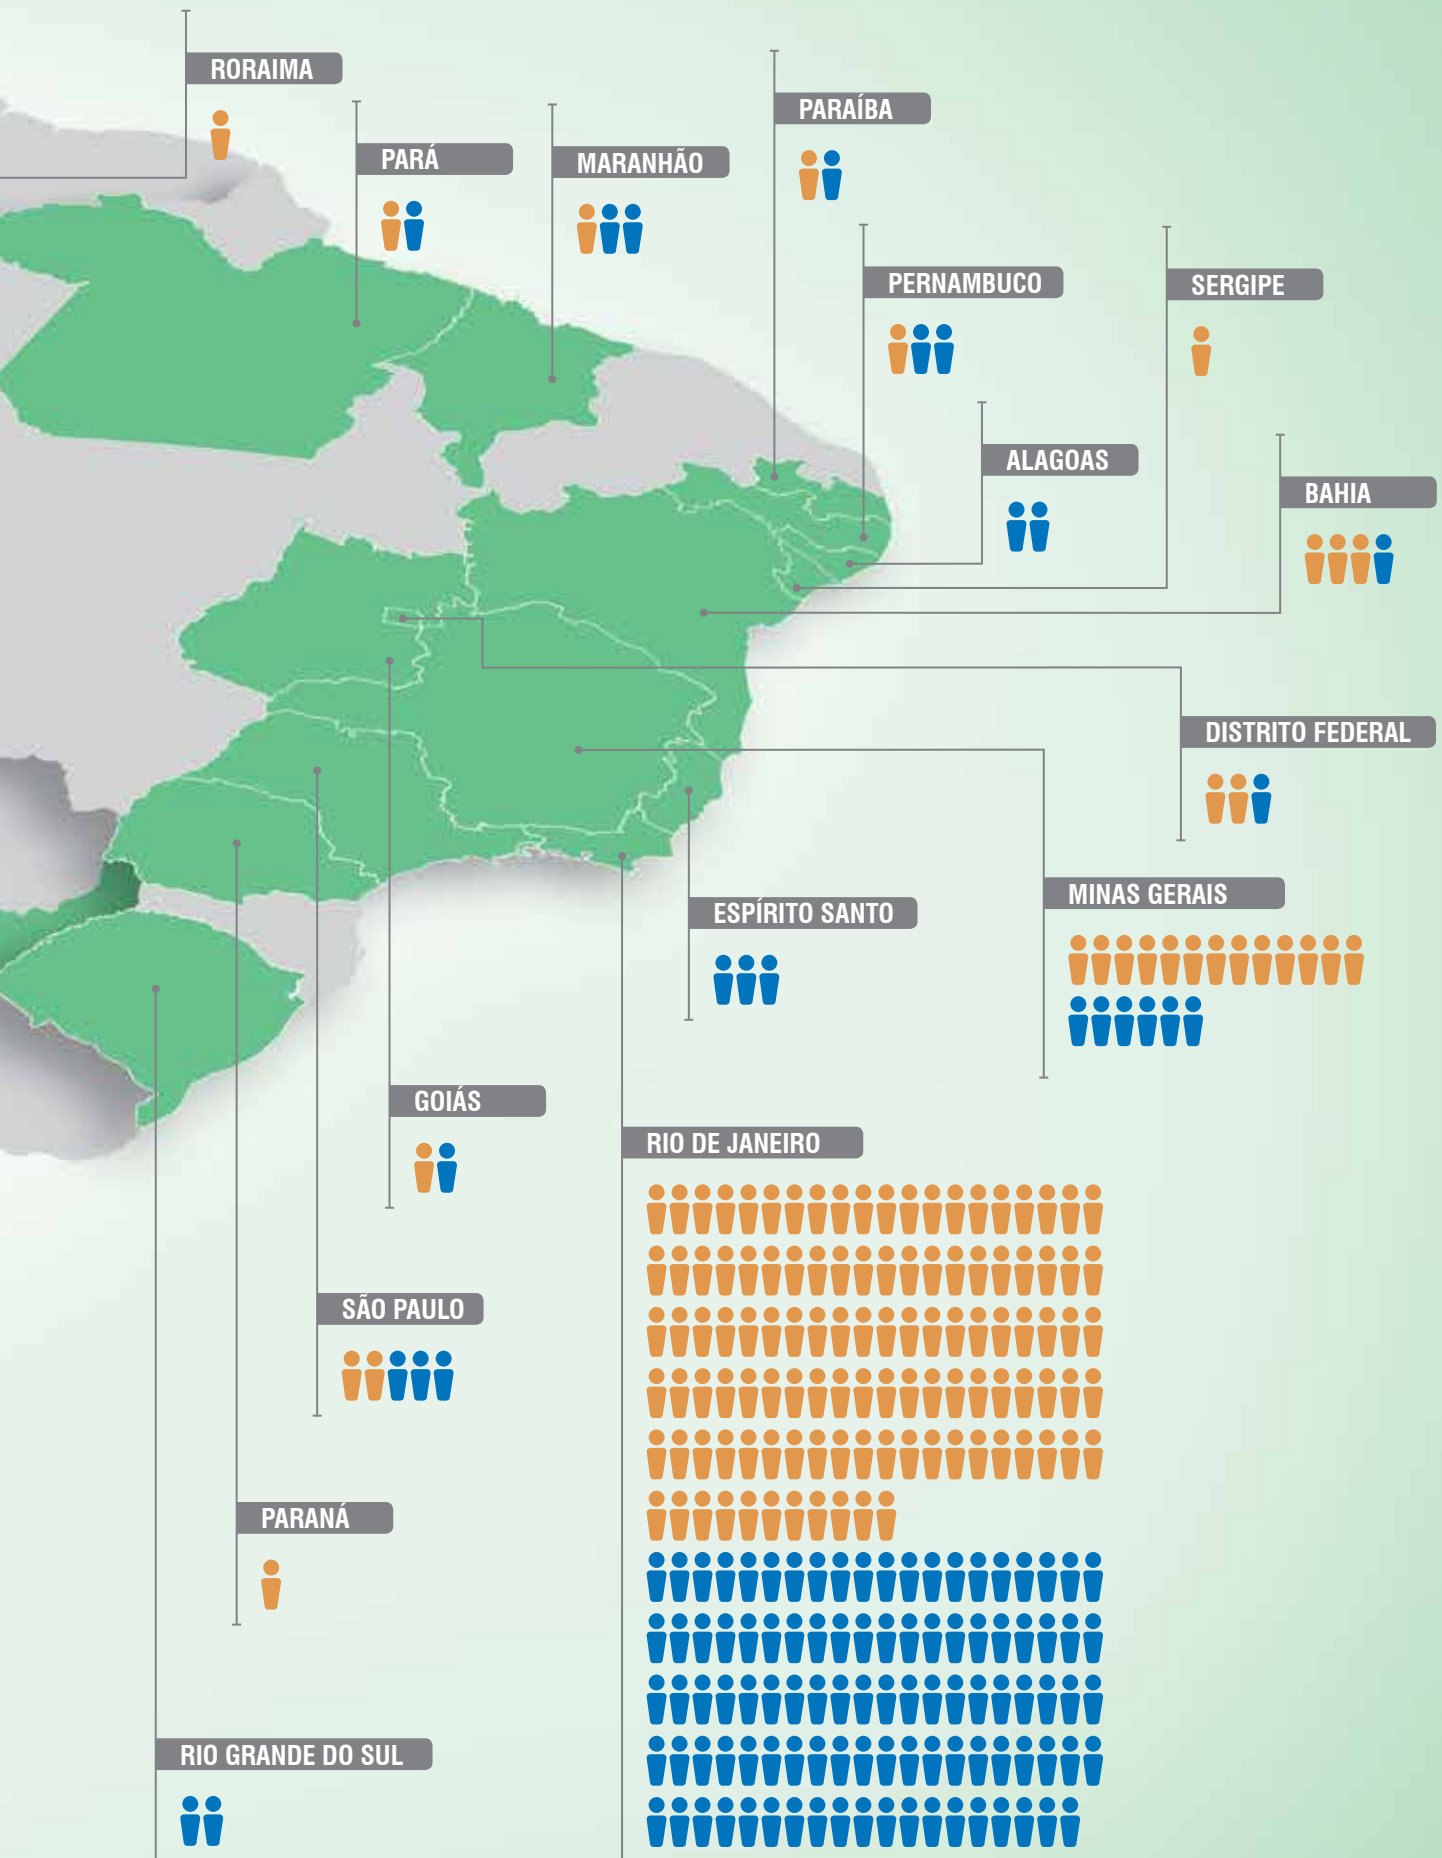 RORAIMA
PARAÍBA
PARÁ
MARANHÃO
PERNAMBUCO
SERGIPE
ALAGOAS
BAHIA
DISTRITO FEDERAL
MINAS GERAIS
ESPÍRITO SANTO
GOIÁS
RIO DE JANEIRO
SÃO PAULO
PARANÁ
RIO GRANDE DO SUL